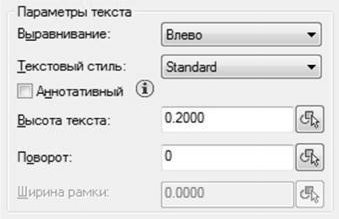 Параметры текста
Выравнивание: Влево
Текстовый стиль: Standard
Аннотативный
Высота текста: 0.2000
Поворот: 0
Ширина рамки: 0.0000